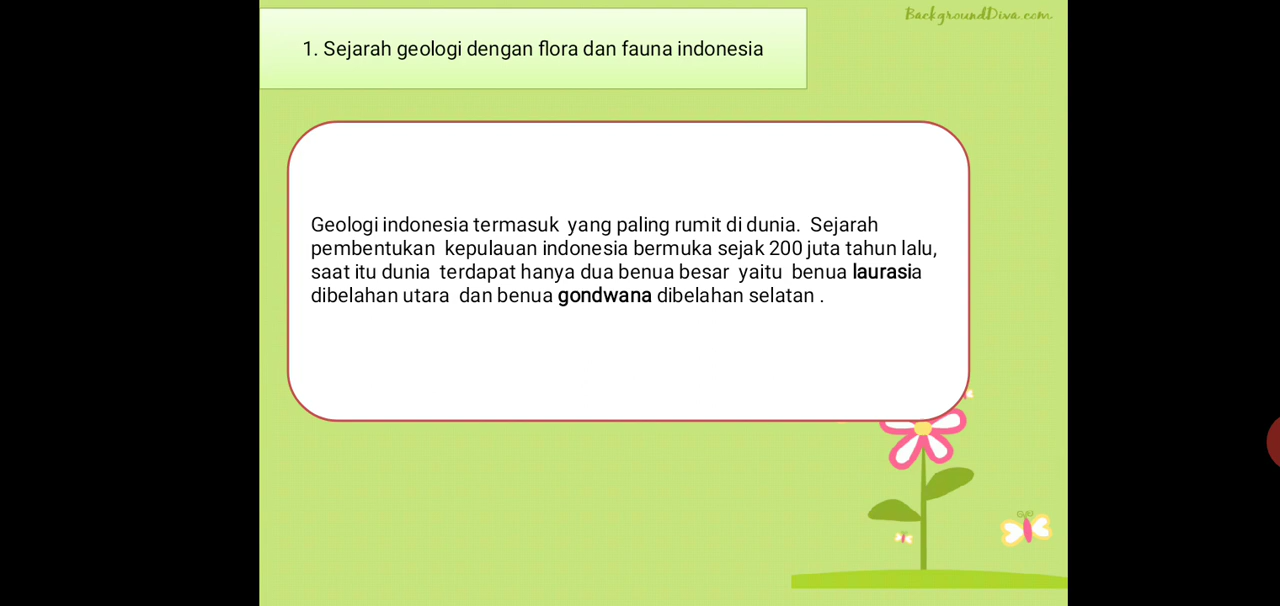 BackgroundDiva.com
1. Sejarah geologi dengan flora dan fauna indonesia
Geologi indonesia termasuk yang paling rumit di dunia. Sejarah
pembentukan kepulauan indonesia bermuka sejak 200 juta tahun lalu,
saat itu dunia terdapat hanya dua benua besar yaitu benua laurasia
dibelahan utara dan benua gondwana dibelahan selatan .